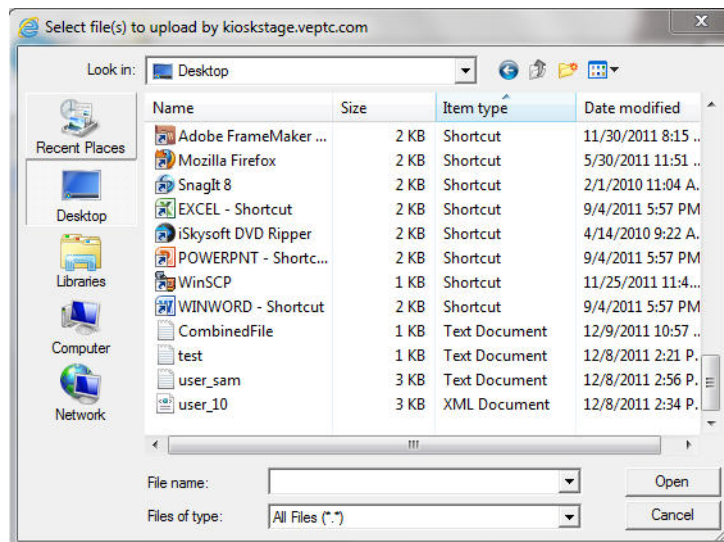 Select file(s) to upload by kioskstage.veptc.com
X
Look in: Desktop
Name Size Item type Date modified
Adobe FrameMaker ... 2 KB Shortcut 11/30/2011 8:15 ..
Mozilla Firefox 2 KB Shortcut 5/30/2011 11:51 ..
SnagIt 8 2 KB Shortcut 2/1/2010 11:04 A.
EXCEL - Shortcut 2 KB Shortcut 9/4/2011 5:57 PM
iSkysoft DVD Ripper 2 KB Shortcut 4/14/2010 9:22 A.
POWERPNT - Shortc... 2 KB Shortcut 9/4/2011 5:57 PM
WinSCP 1 KB Shortcut 11/25/2011 11:4...
WINWORD - Shortcut 2 KB Shortcut 9/4/2011 5:57 PM
CombinedFile 1 KB Text Document 12/9/2011 10:57 ..
test 1 KB Text Document 12/8/2011 2:21 P.
user_sam 3 KB Text Document 12/8/2011 2:56 P.
user_10 3 KB XML Document 12/8/2011 2:34 P.
Recent Places
Desktop
Libraries
Computer
Network
File name:
Open
Files of type: All Files (*.*)
Cancel